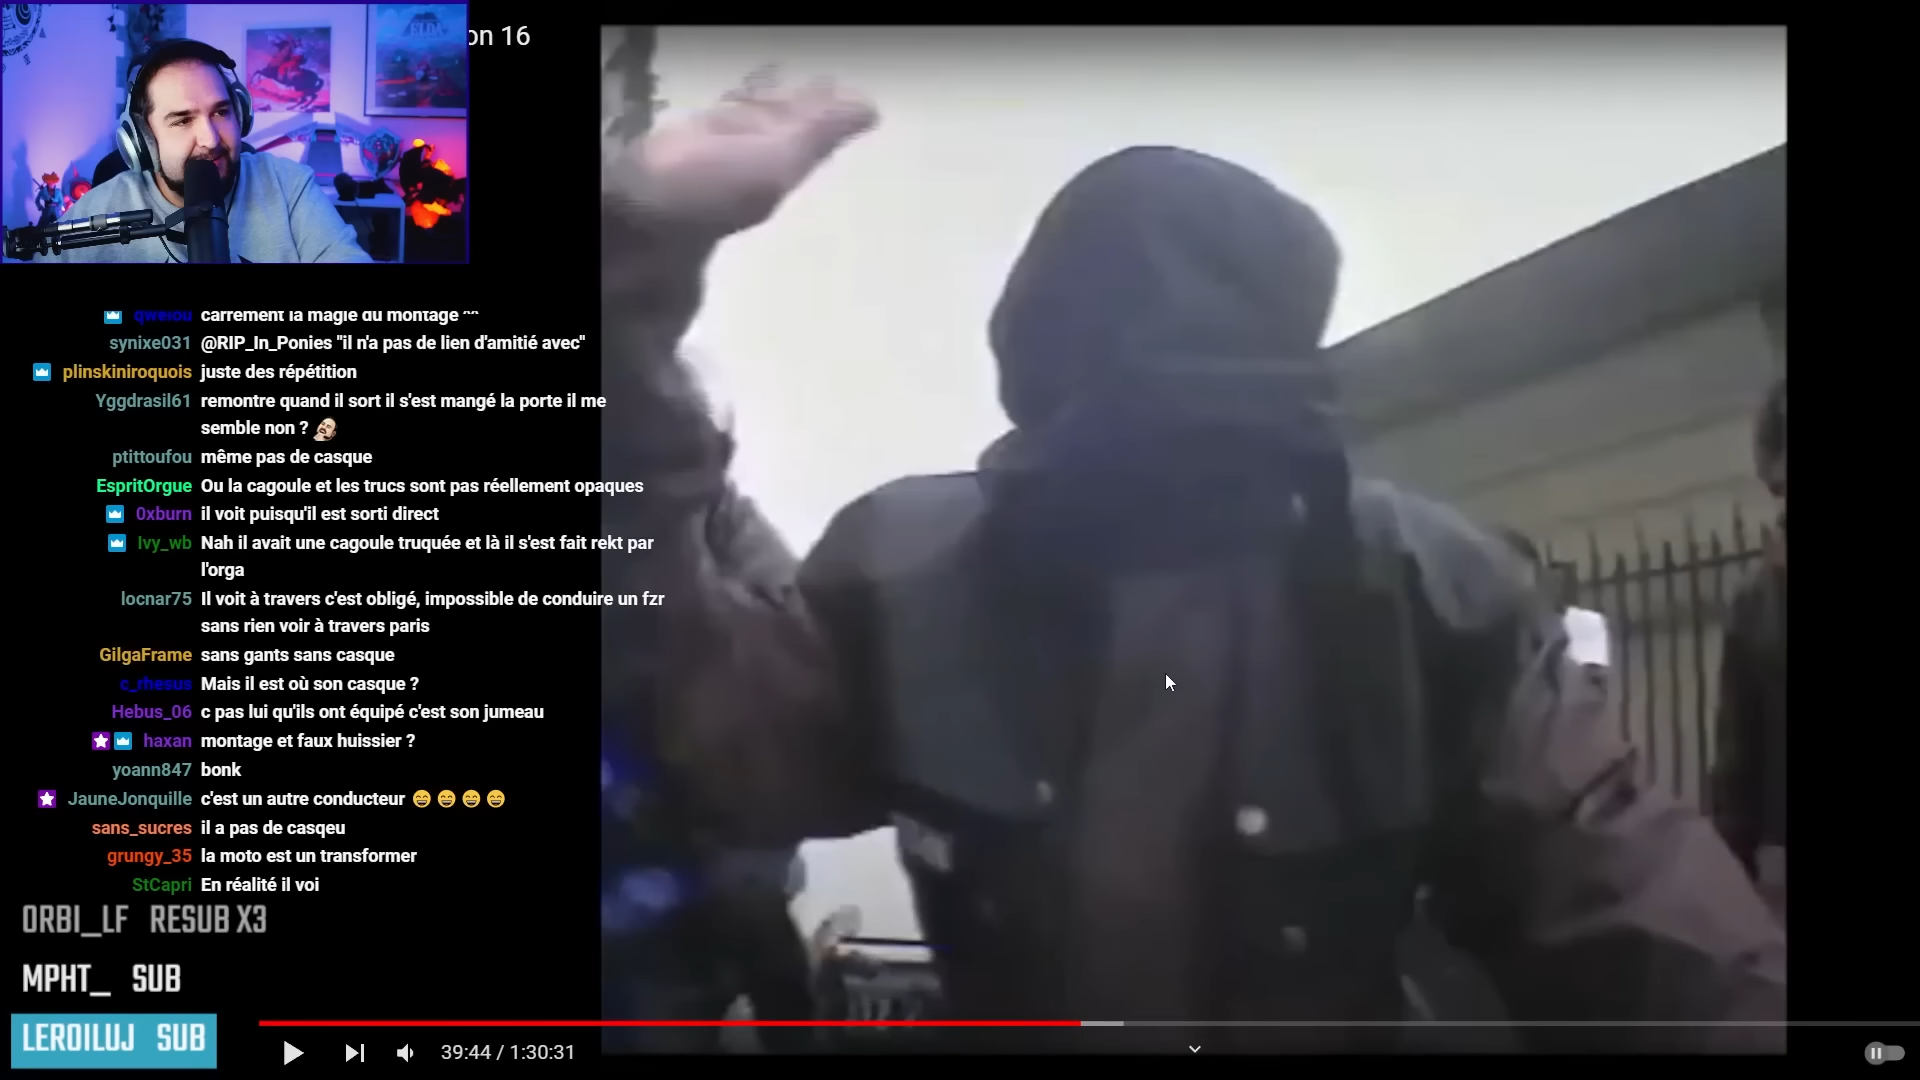 on 16
ELDA
qweiou carrément la magie du montage ^^
synixe031 @RIP_In_Ponies "il n'a pas de lien d'amitié avec"
plinskiniroquois juste des répétition
Yggdrasil61 remontre quand il sort il s'est mangé la porte il me
semble non ?
ptittoufou même pas de casque
EspritOrgue Ou la cagoule et les trucs sont pas réellement opaques
0xburn il voit puisqu'il est sorti direct
Ivy_wb Nah il avait une cagoule truquée et là il s'est fait rekt par
l'orga
locnar75 Il voit à travers c'est obligé, impossible de conduire un fzr
sans rien voir à travers paris
GilgaFrame sans gants sans casque
c_rhesus Mais il est où son casque ?
Hebus_06 c pas lui qu'ils ont équipé c'est son jumeau
haxan montage et faux huissier ?
yoann847 bonk
JauneJonquille c'est un autre conducteur 😄 😄 😄 😄
sans_sucres il a pas de casqeu
grungy_35 la moto est un transformer
StCapri En réalité il voi
ORBI_LF RESUB X3
MPHT_ SUB
LEROILUJ SUB
39:44 / 1:30:31